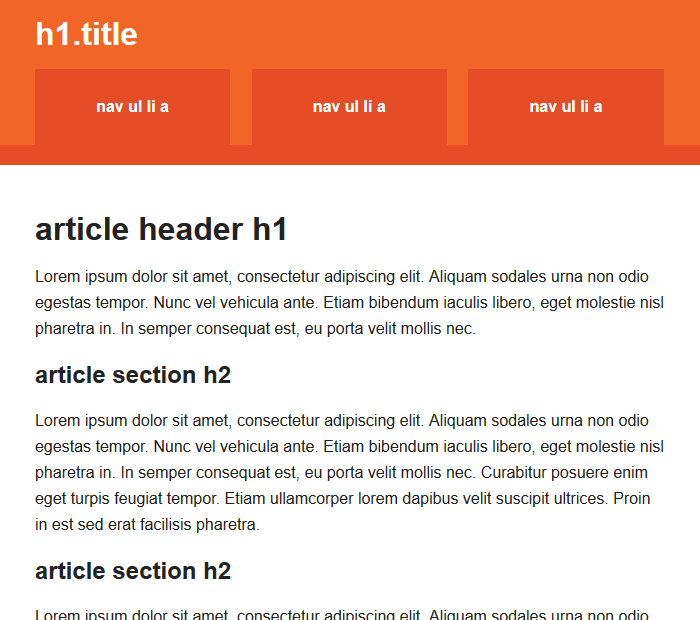 h1.title
nav ul li a nav ul li a nav ul li a
article header h1
Lorem ipsum dolor sit amet, consectetur adipiscing elit. Aliquam sodales urna non odio
egestas tempor. Nunc vel vehicula ante. Etiam bibendum iaculis libero, eget molestie nisl
pharetra in. In semper consequat est, eu porta velit mollis nec.
article section h2
Lorem ipsum dolor sit amet, consectetur adipiscing elit. Aliquam sodales urna non odio
egestas tempor. Nunc vel vehicula ante. Etiam bibendum iaculis libero, eget molestie nisl
pharetra in. In semper consequat est, eu porta velit mollis nec. Curabitur posuere enim
eget turpis feugiat tempor. Etiam ullamcorper lorem dapibus velit suscipit ultrices. Proin
in est sed erat facilisis pharetra.
article section h2
Lorem ipsum dolor sit amet, consectetur adipiscing elit. Aliquam sodales urna non odio